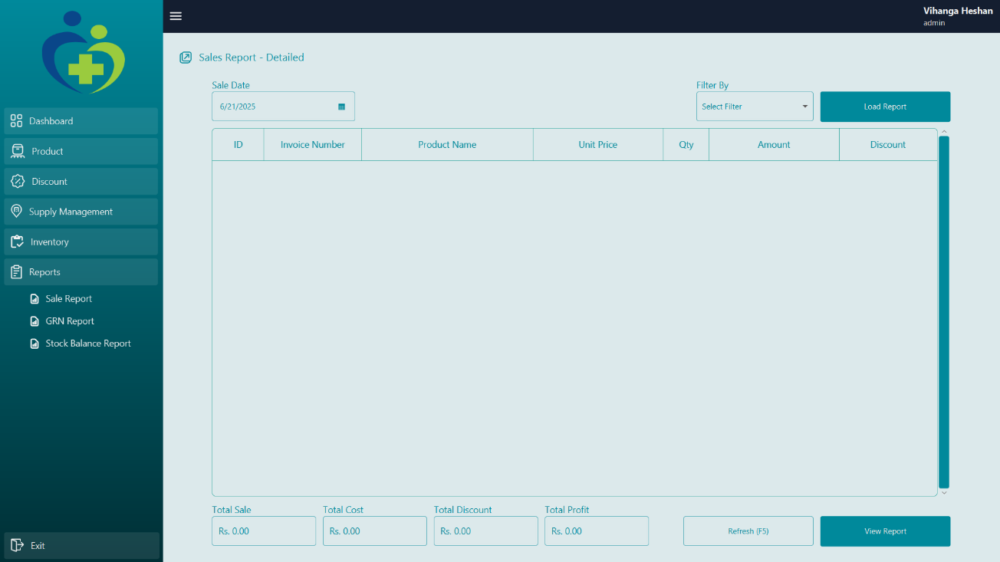 Vihanga Heshan
admin
Sales Report - Detailed
Sale Date
6/21/2025
Filter By
Select Filter
Load Report
Dashboard
Product
Discount
Supply Management
Inventory
Reports
Sale Report
GRN Report
Stock Balance Report
Exit
ID Invoice Number Product Name Unit Price Qty Amount Discount
Total Sale Total Cost Total Discount Total Profit
Rs. 0.00 Rs. 0.00 Rs. 0.00 Rs. 0.00
Refresh (F5)
View Report